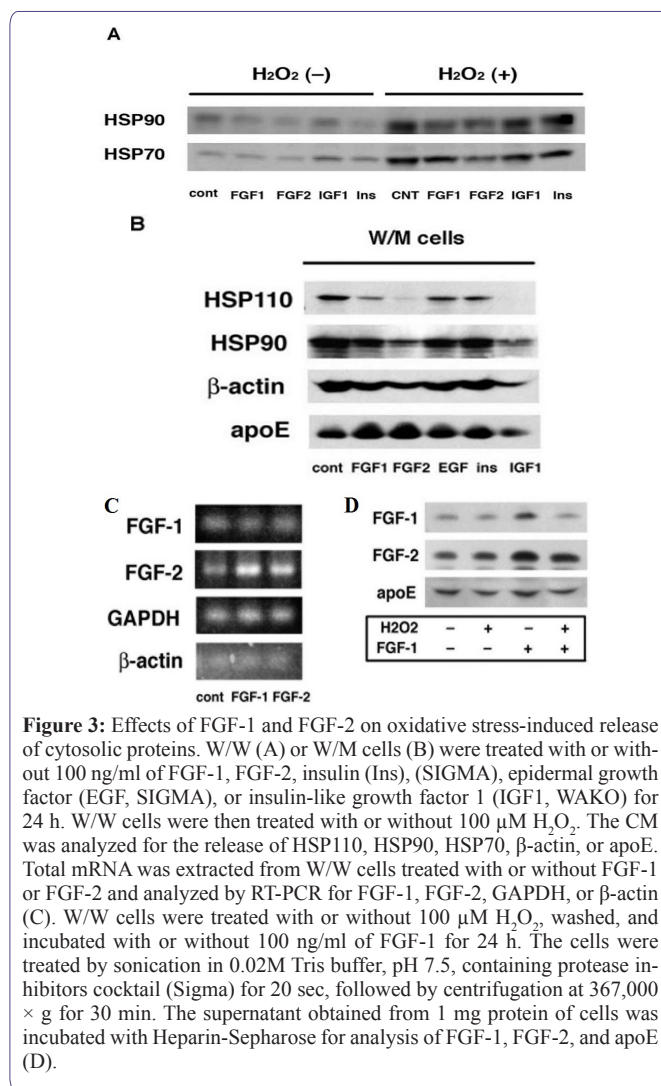 A
H₂O₂ (–) H₂O₂ (+)
HSP90
HSP70
cont FGF1 FGF2 IGF1 Ins CNT FGF1 FGF2 IGF1 Ins
B
W/M cells
HSP110
HSP90
β-actin
apoE
cont FGF1 FGF2 EGF ins IGF1
C
FGF-1
FGF-2
GAPDH
β-actin
cont FGF-1 FGF-2
D
FGF-1
FGF-2
apoE
H2O2 – + – +
FGF-1 – – + +
Figure 3: Effects of FGF-1 and FGF-2 on oxidative stress-induced release
of cytosolic proteins. W/W (A) or W/M cells (B) were treated with or with-
out 100 ng/ml of FGF-1, FGF-2, insulin (Ins), (SIGMA), epidermal growth
factor (EGF, SIGMA), or insulin-like growth factor 1 (IGF1, WAKO) for
24 h. W/W cells were then treated with or without 100 µM H₂O₂. The CM
was analyzed for the release of HSP110, HSP90, HSP70, β-actin, or apoE.
Total mRNA was extracted from W/W cells treated with or without FGF-1
or FGF-2 and analyzed by RT-PCR for FGF-1, FGF-2, GAPDH, or β-actin
(C). W/W cells were treated with or without 100 µM H₂O₂, washed, and
incubated with or without 100 ng/ml of FGF-1 for 24 h. The cells were
treated by sonication in 0.02M Tris buffer, pH 7.5, containing protease in-
hibitors cocktail (Sigma) for 20 sec, followed by centrifugation at 367,000
× g for 30 min. The supernatant obtained from 1 mg protein of cells was
incubated with Heparin-Sepharose for analysis of FGF-1, FGF-2, and apoE
(D).